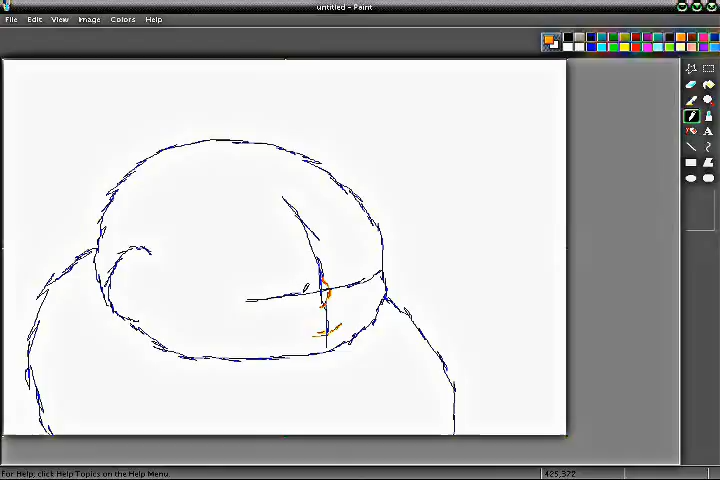 untitled - Paint
File Edit View Image Colors Help
A
For Help, click Help Topics on the Help Menu.
425,372